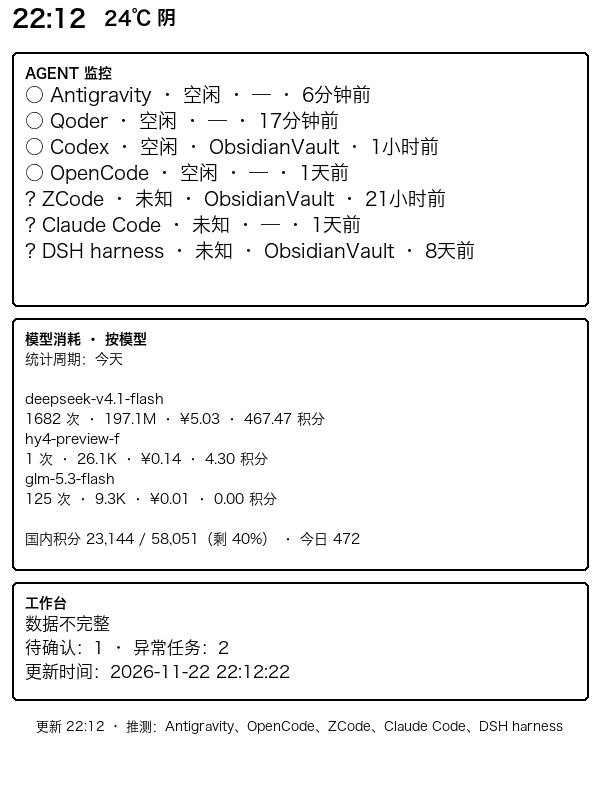 22:12 24℃ 阴
AGENT 监控
○ Antigravity · 空闲 · — · 6分钟前
○ Qoder · 空闲 · — · 17分钟前
○ Codex · 空闲 · ObsidianVault · 1小时前
○ OpenCode · 空闲 · — · 1天前
? ZCode · 未知 · ObsidianVault · 21小时前
? Claude Code · 未知 · — · 1天前
? DSH harness · 未知 · ObsidianVault · 8天前
模型消耗 · 按模型
统计周期：今天
deepseek-v4.1-flash
1682 次 · 197.1M · ¥5.03 · 467.47 积分
hy4-preview-f
1 次 · 26.1K · ¥0.14 · 4.30 积分
glm-5.3-flash
125 次 · 9.3K · ¥0.01 · 0.00 积分
国内积分 23,144 / 58,051（剩 40%） · 今日 472
工作台
数据不完整
待确认：1 · 异常任务：2
更新时间：2026-11-22 22:12:22
更新 22:12 · 推测：Antigravity、OpenCode、ZCode、Claude Code、DSH harness